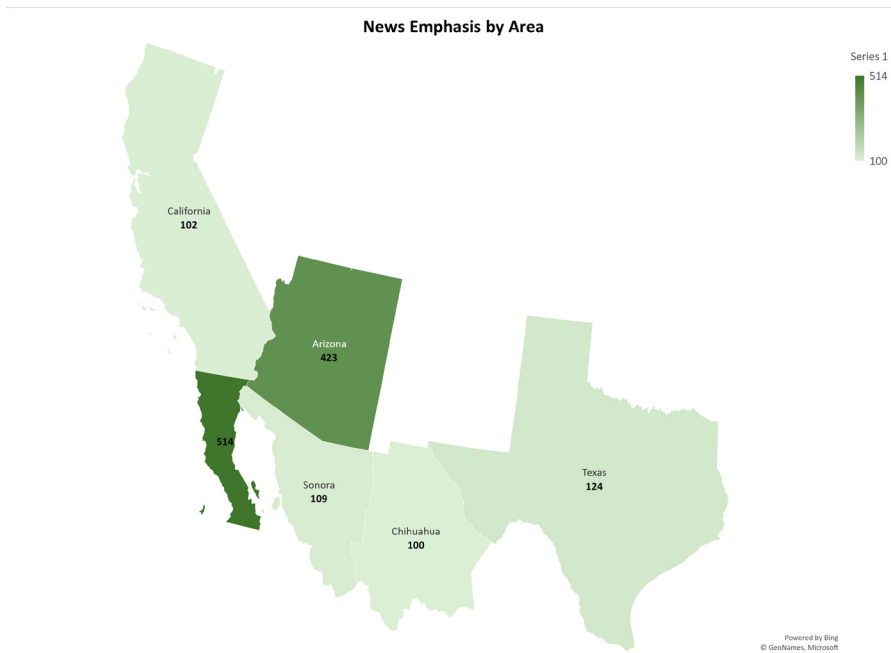 News Emphasis by Area
Series 1
514
100
California
102
Arizona
423
514
Sonora
109
Texas
124
Chihuahua
100
Powered by Bing
© GeoNames, Microsoft